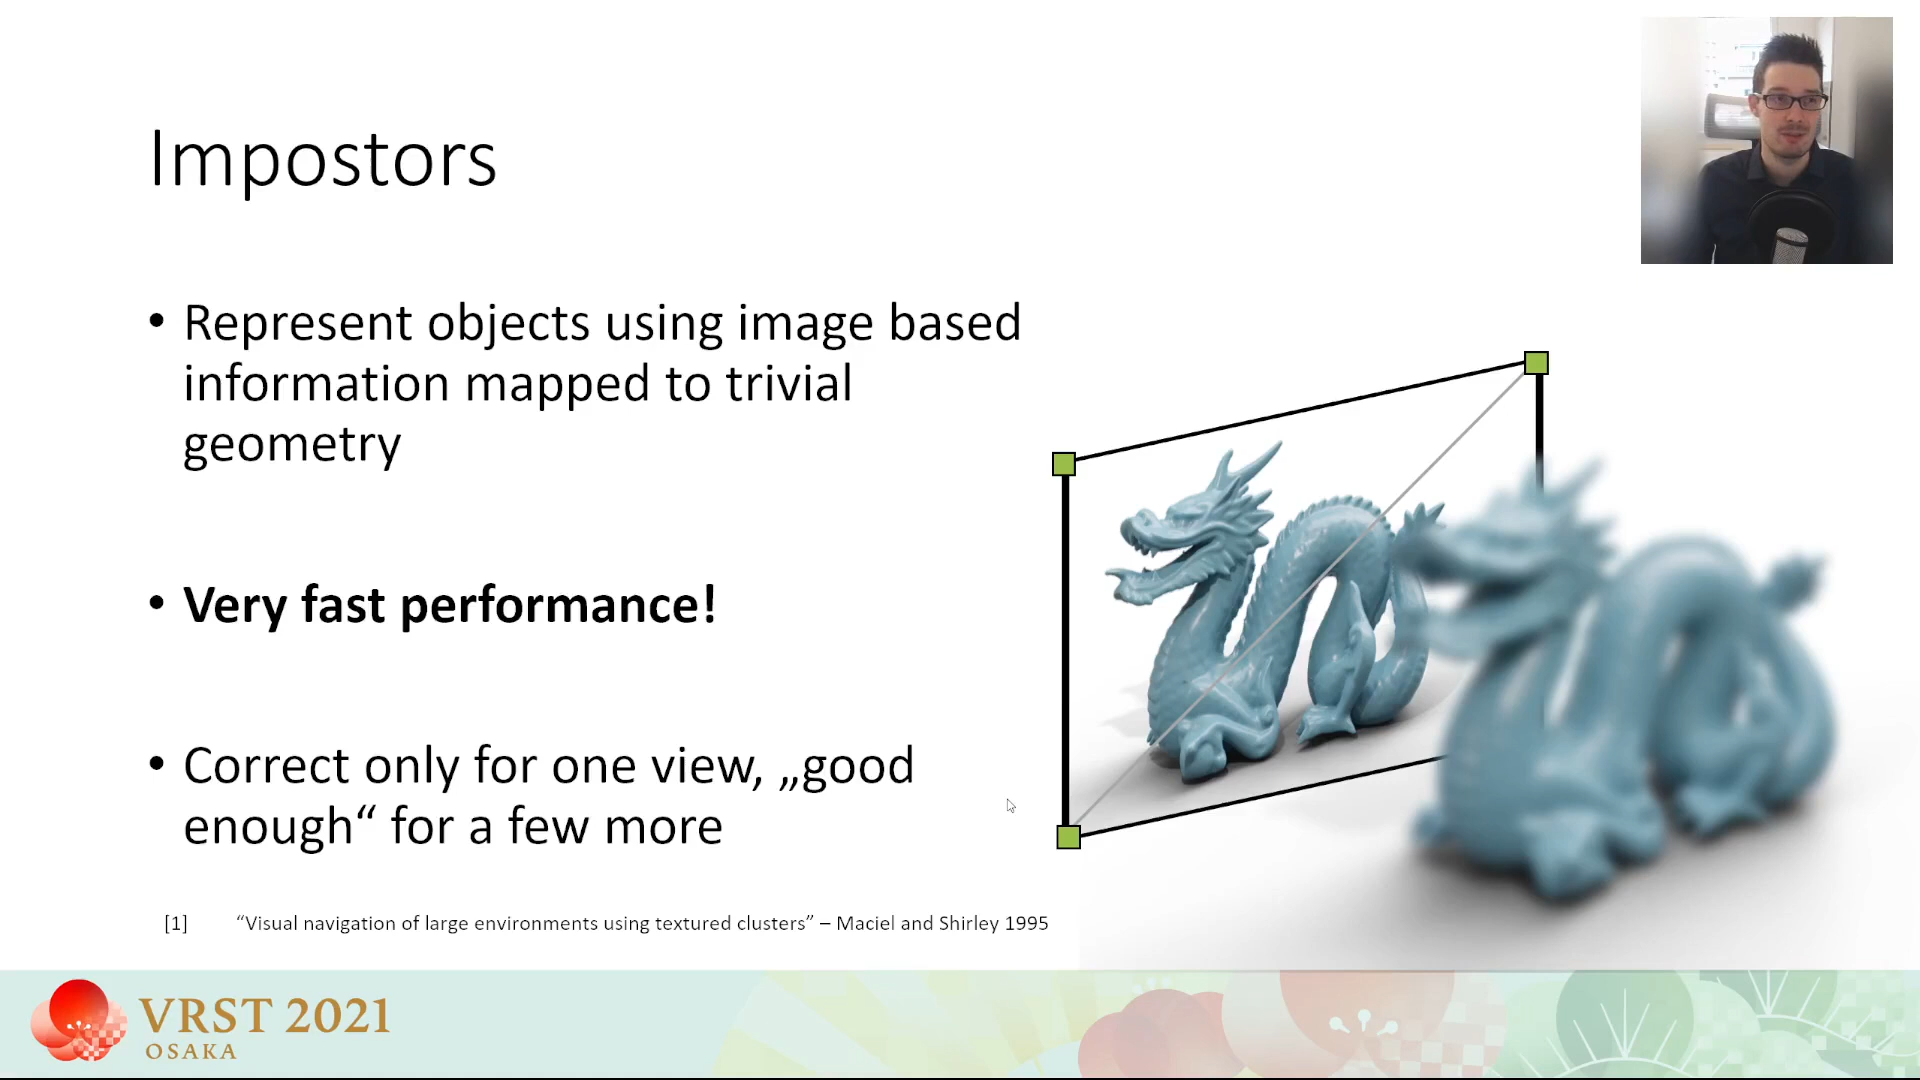 Impostors
• Represent objects using image based
information mapped to trivial
geometry
• Very fast performance!
• Correct only for one view, „good
enough“ for a few more
[1] “Visual navigation of large environments using textured clusters” – Maciel and Shirley 1995
VRST 2021
OSAKA